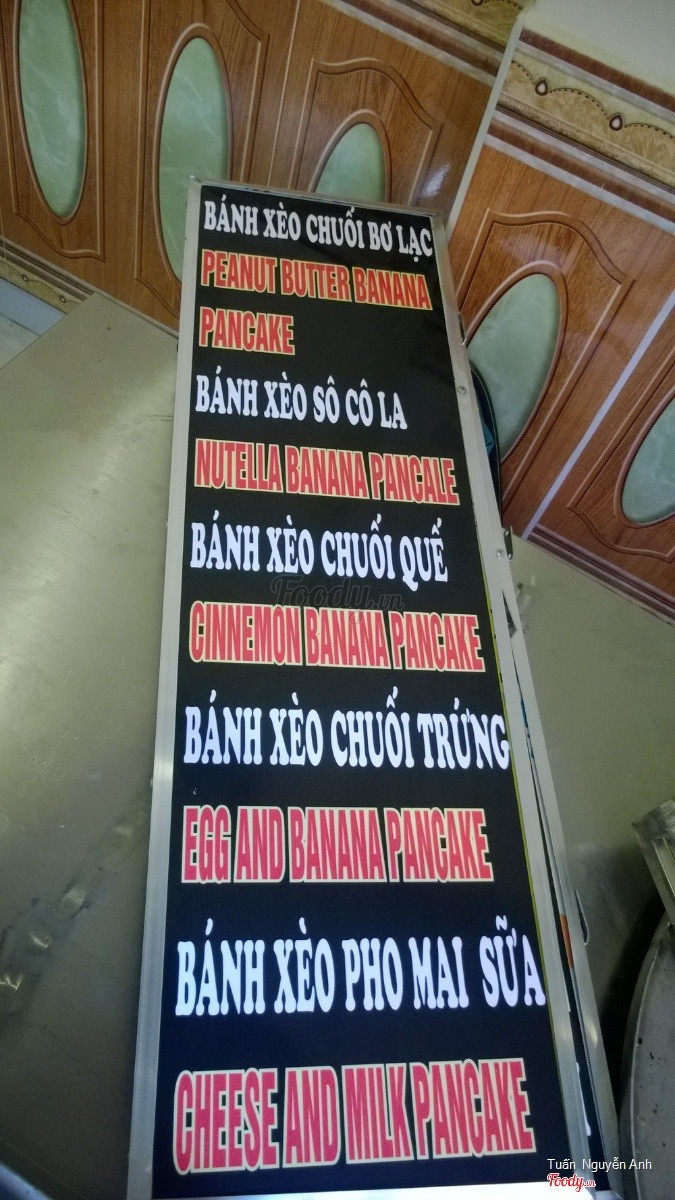 BÁNH XÈO CHUỐI BƠ LẠC
PEANUT BUTTER BANANA
PANCAKE
BÁNH XÈO SÔ CÔ LA
NUTELLA BANANA PANCALE
BÁNH XÈO CHUỐI QUẾ
Foody.vn
CINNEMON BANANA PANCAKE
BÁNH XÈO CHUỐI TRỨNG
EGG AND BANANA PANCAKE
BÁNH XÈO PHO MAI SỮA
CHEESE AND MILK PANCAKE
Tuấn Nguyễn Anh
Foody.vn